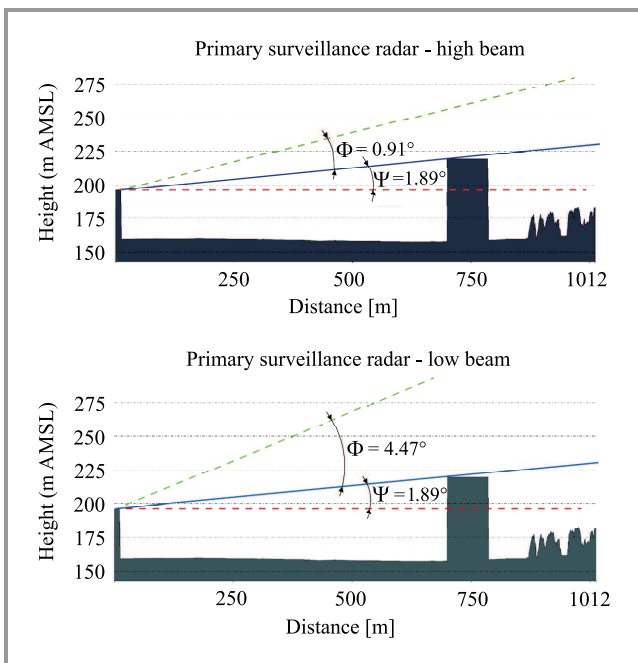 Primary surveillance radar - high beam
Height (m AMSL)
275
250
225
200
175
150
Φ = 0.91°
Ψ = 1.89°
250
500
750
1012
Distance [m]
Primary surveillance radar - low beam
Height (m AMSL)
275
250
225
200
175
150
Φ = 4.47°
Ψ = 1.89°
250
500
750
1012
Distance [m]